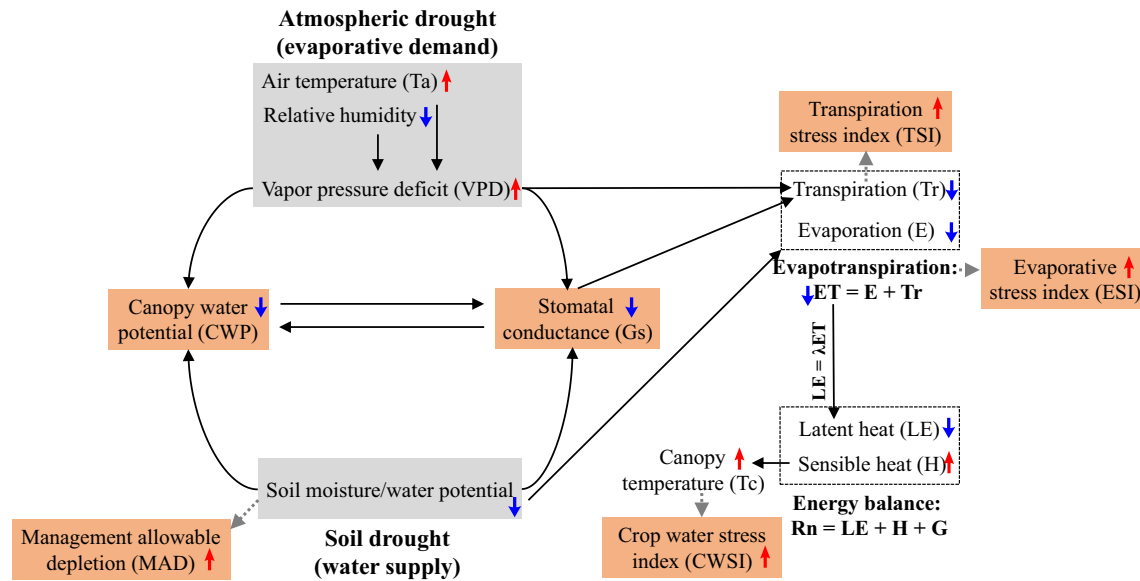 Atmospheric drought
(evaporative demand)
Air temperature (Ta)
Relative humidity
Vapor pressure deficit (VPD)
Transpiration
stress index (TSI)
Transpiration (Tr)
Evaporation (E)
Evapotranspiration:
ET = E + Tr
Evaporative
stress index (ESI)
Canopy water
potential (CWP)
Stomatal
conductance (Gs)
LE = λET
Latent heat (LE)
Sensible heat (H)
Energy balance:
Rn = LE + H + G
Canopy
temperature (Tc)
Crop water stress
index (CWSI)
Soil moisture/water potential
Soil drought
(water supply)
Management allowable
depletion (MAD)